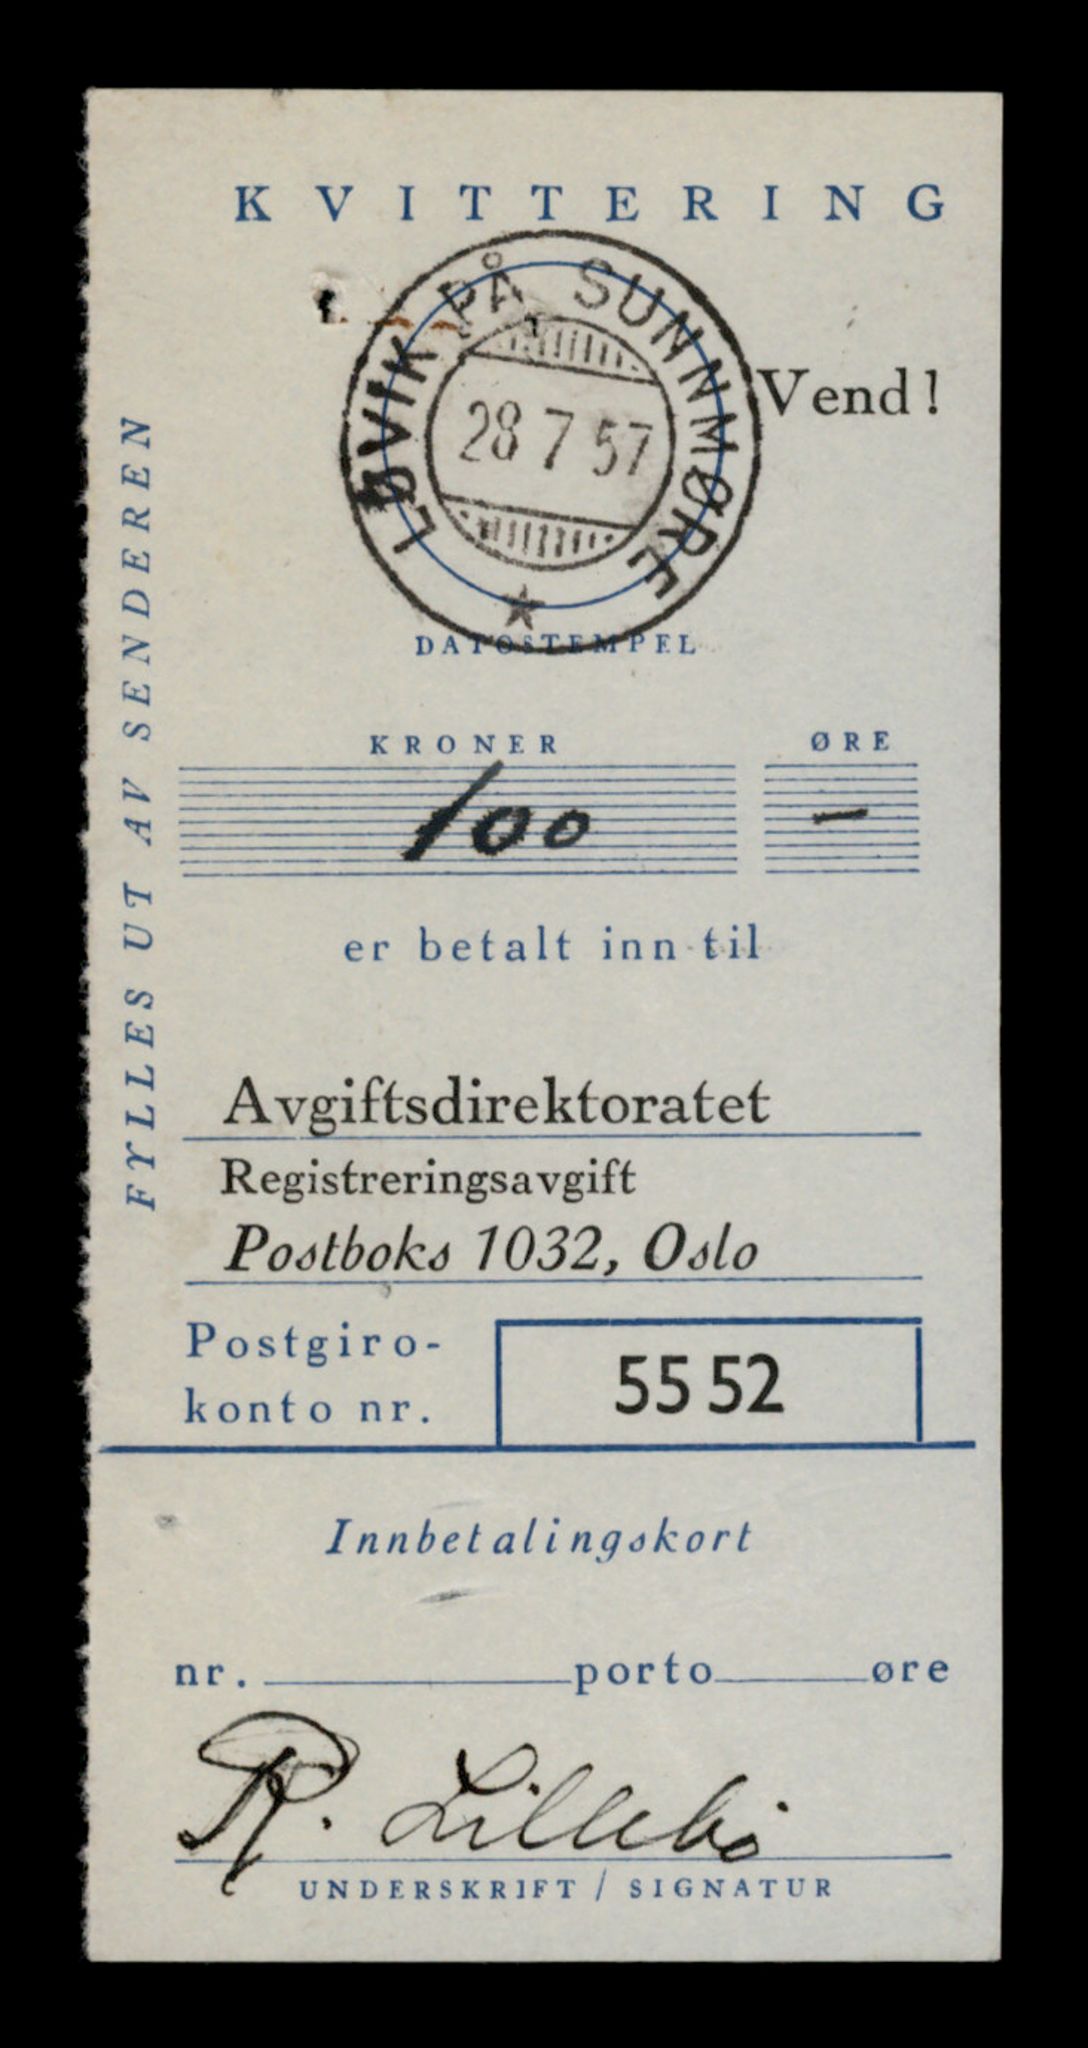 KVITTERING
LØVIK PÅ SUNNMØRE
28 7 57
Vend!
DATOSTEMPEL
FYLLES UT AV SENDEREN
KRONER ØRE
100 –
er betalt inn til
Avgiftsdirektoratet
Registreringsavgift
Postboks 1032, Oslo
Postgiro-
konto nr.
55 52
Innbetalingskort
nr. porto øre
R. Lillebø
UNDERSKRIFT / SIGNATUR